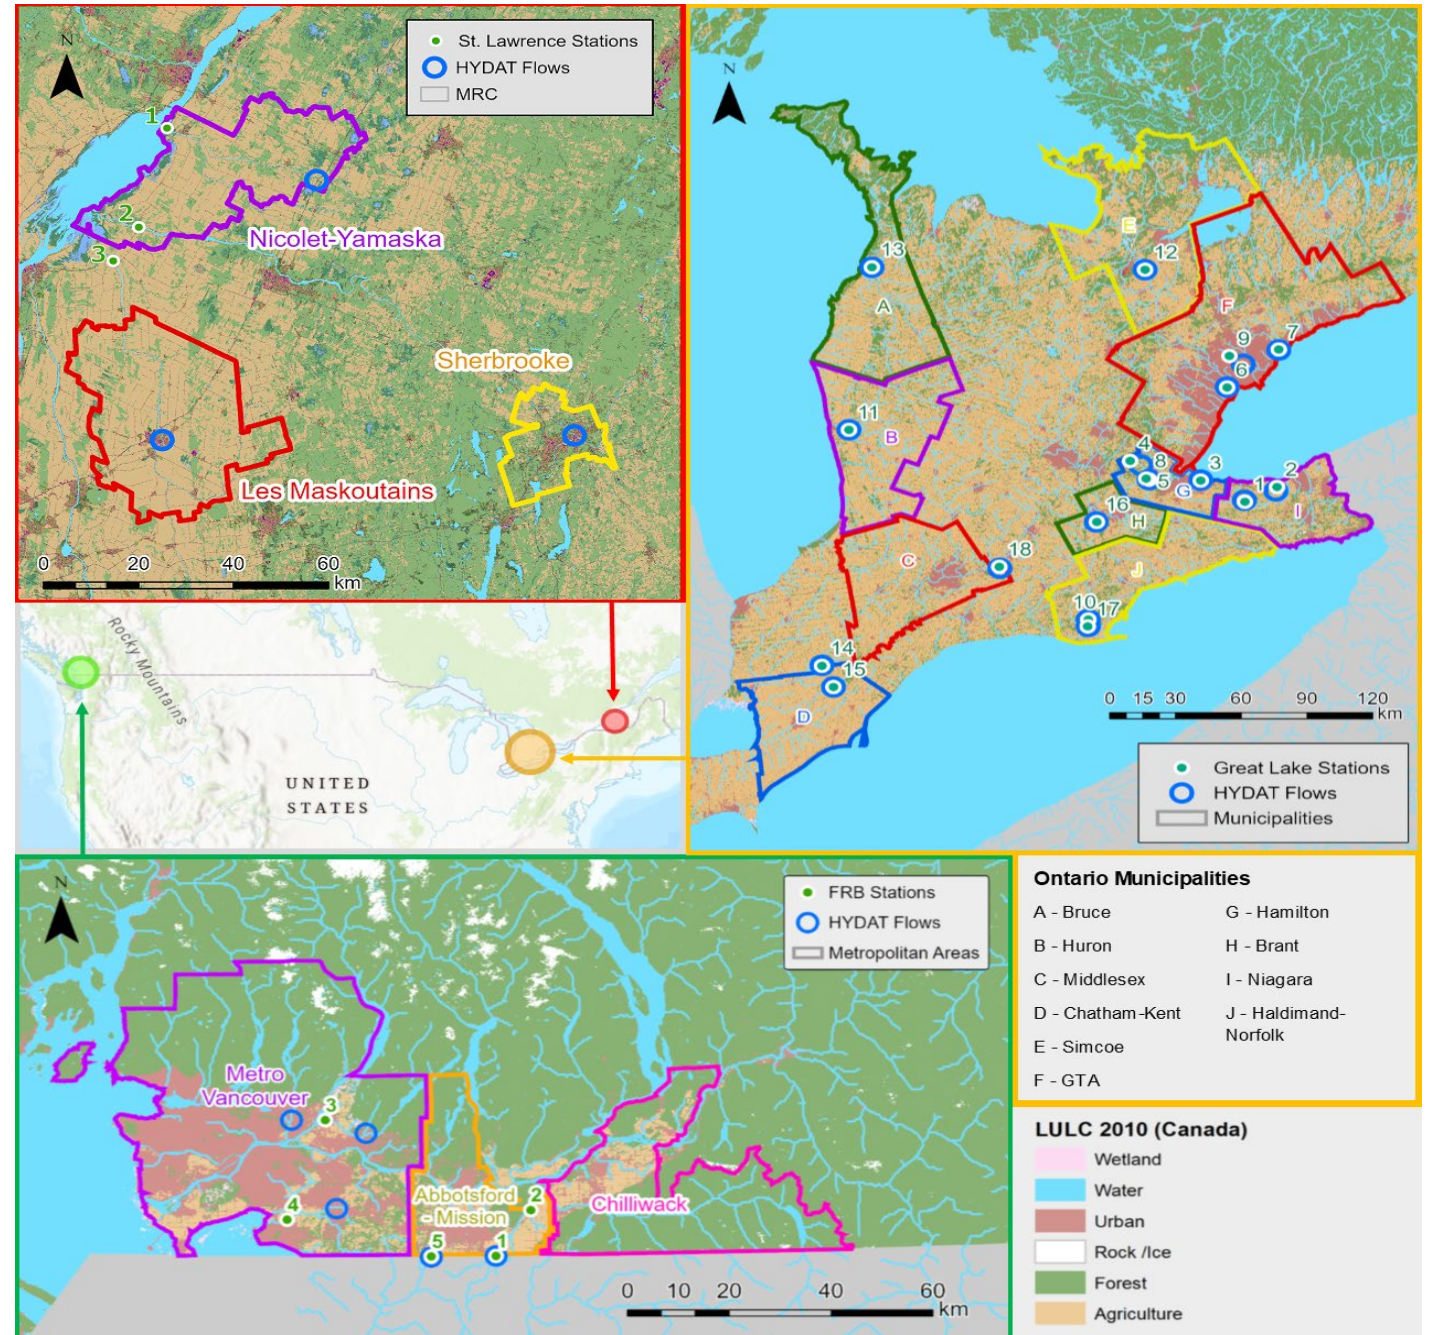 N
St. Lawrence Stations
HYDAT Flows
MRC
1
2
3
Nicolet-Yamaska
Sherbrooke
Les Maskoutains
0 20 40 60
km
N
13
A
E
12
F
9
7
6
11
B
4
8
5
3
G
2
1
I
16
H
C
18
J
10
17
14
15
D
0 15 30 60 90 120
km
Great Lake Stations
HYDAT Flows
Municipalities
Rocky Mountains
UNITED
STATES
N
FRB Stations
HYDAT Flows
Metropolitan Areas
Metro
Vancouver
3
4
Abbotsford
- Mission
2
Chilliwack
5
1
0 10 20 40 60
km
Ontario Municipalities
A - Bruce
B - Huron
C - Middlesex
D - Chatham-Kent
E - Simcoe
F - GTA
G - Hamilton
H - Brant
I - Niagara
J - Haldimand-
Norfolk
LULC 2010 (Canada)
Wetland
Water
Urban
Rock /Ice
Forest
Agriculture